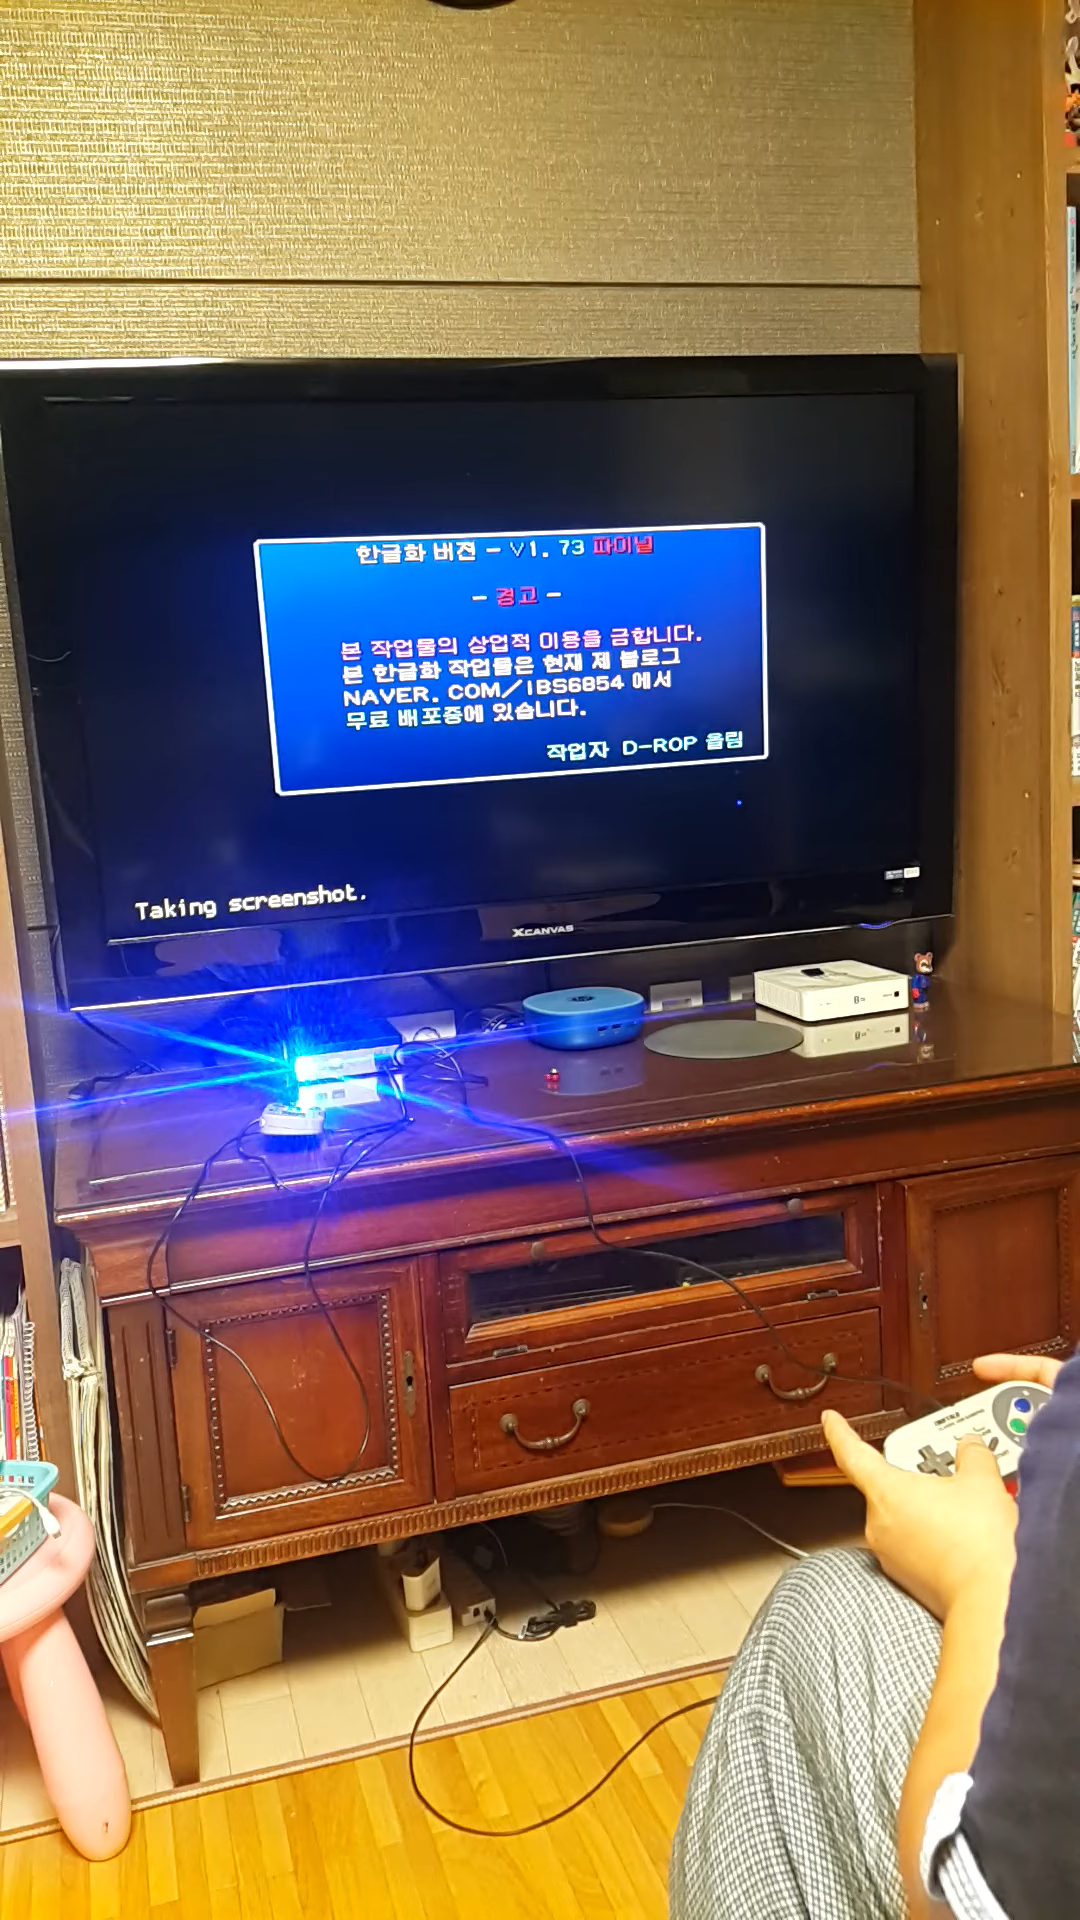 한글화 버젼 - V1.73 파이널
- 경고 -
본 작업물의 상업적 이용을 금합니다.
본 한글화 작업물은 현재 제 블로그
NAVER.COM/IBS6854 에서
무료 배포중에 있습니다.
작업자 D-ROP 올림
Taking screenshot.
XCANVAS